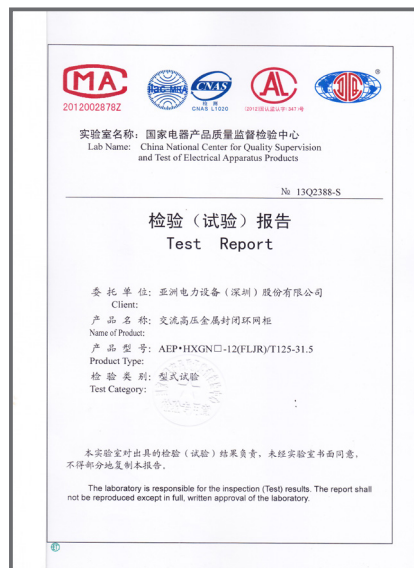 MA
2012002878Z
ilac-MRA
CNAS
检测
CNAS L1020
AL
(2012)国认监认字(347)号
®
实验室名称：国家电器产品质量监督检验中心
Lab Name: China National Center for Quality Supervision
and Test of Electrical Apparatus Products
№ 13Q2388-S
检验（试验）报告
Test Report
委托单位：亚洲电力设备（深圳）股份有限公司
Client:
产品名称：交流高压金属封闭环网柜
Name of Product:
产品型号：AEP•HXGN□-12(FLJR)/T125-31.5
Product Type:
检验类别：型式试验
Test Category:
本实验室对出具的检验（试验）结果负责。未经实验室书面同意，
不得部分地复制本报告。
The laboratory is responsible for the inspection (Test) results. The report shall
not be reproduced except in full, written approval of the laboratory.